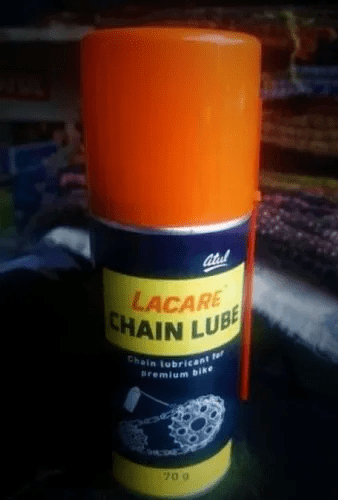 atul
LACARE
CHAIN LUBE
Chain lubricant for
premium bike
70 g